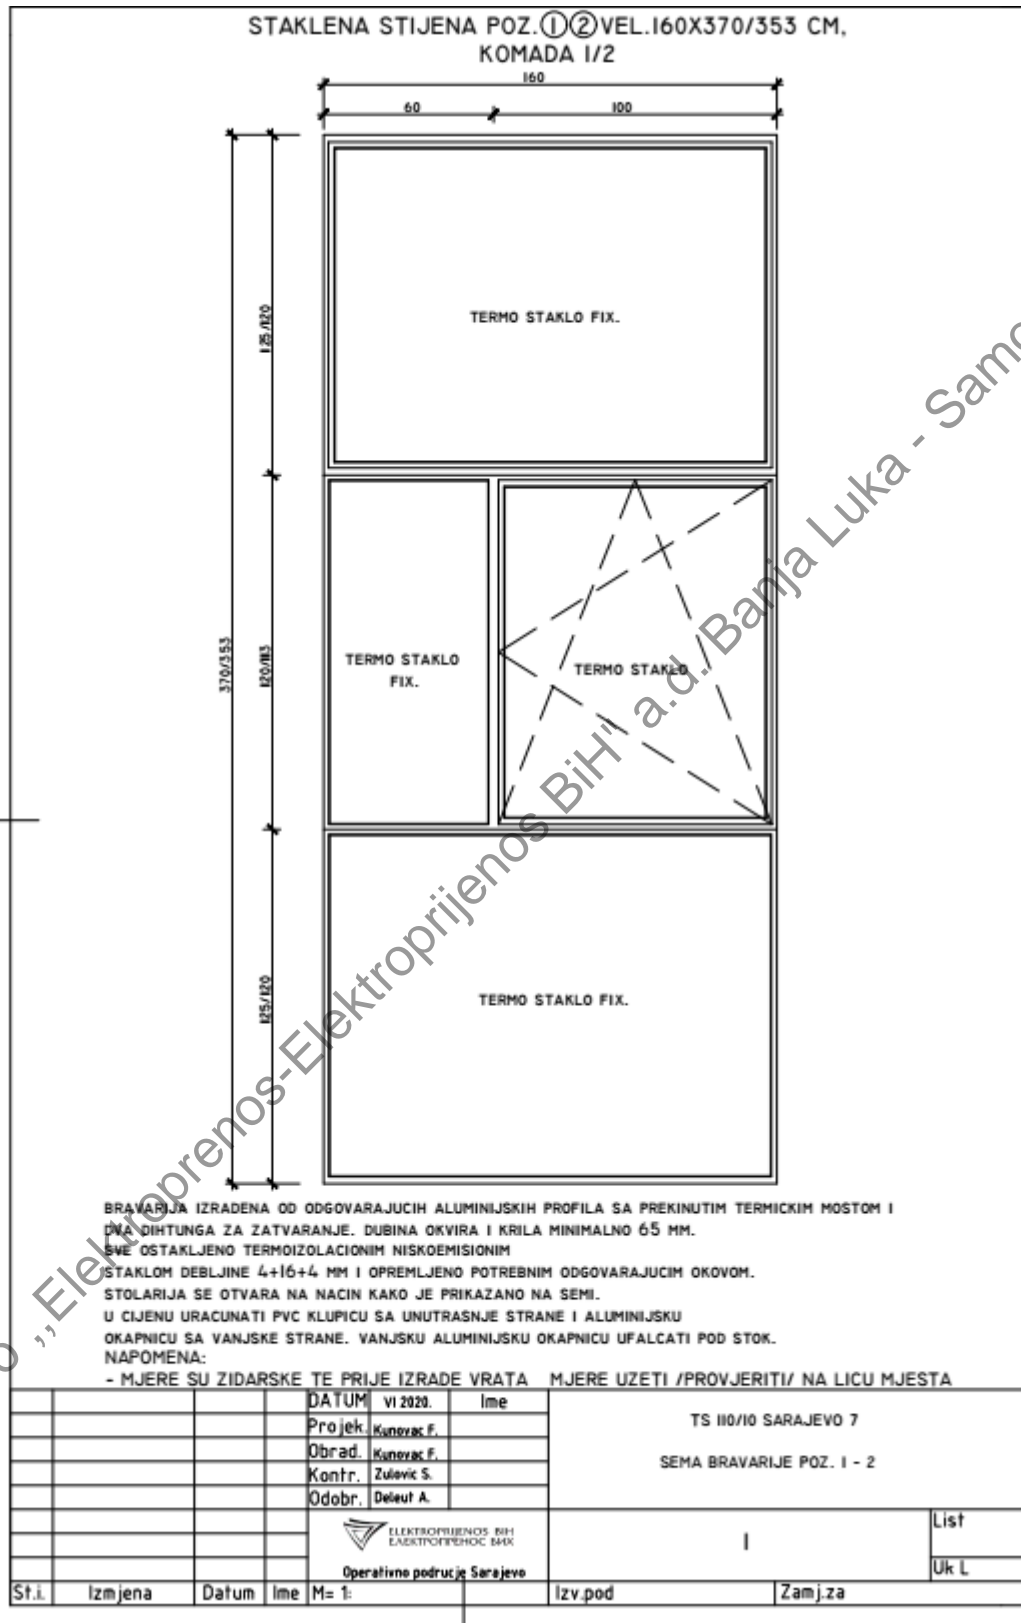 STAKLENA STIJENA POZ.①②VEL.160X370/353 CM,
KOMADA 1/2
160
60 100
125/120
TERMO STAKLO FIX.
370/353
120/113
TERMO STAKLO
FIX.
TERMO STAKLO
125/120
TERMO STAKLO FIX.
BRAVARIJA IZRADENA OD ODGOVARAJUCIH ALUMINIJSKIH PROFILA SA PREKINUTIM TERMICKIM MOSTOM I
DVA DIHTUNGA ZA ZATVARANJE. DUBINA OKVIRA I KRILA MINIMALNO 65 MM.
SVE OSTAKLJENO TERMOIZOLACIONIM NISKOEMISIONIM
STAKLOM DEBLJINE 4+16+4 MM I OPREMLJENO POTREBNIM ODGOVARAJUCIM OKOVOM.
STOLARIJA SE OTVARA NA NACIN KAKO JE PRIKAZANO NA SEMI.
U CIJENU URACUNATI PVC KLUPICU SA UNUTRASNJE STRANE I ALUMINIJSKU
OKAPNICU SA VANJSKE STRANE. VANJSKU ALUMINIJSKU OKAPNICU UFALCATI POD STOK.
NAPOMENA:
- MJERE SU ZIDARSKE TE PRIJE IZRADE VRATA MJERE UZETI /PROVJERITI/ NA LICU MJESTA
,,Elektroprenos-Elektroprijenos BiH" a.d. Banja Luka - Samo
DATUM VI 2020. Ime
Projek. Kunovac F.
Obrad. Kunovac F.
Kontr. Zulovic S.
Odobr. Deleut A.
TS 110/10 SARAJEVO 7
SEMA BRAVARIJE POZ. 1 - 2
ELEKTROPRIJENOS BIH
ЕЛЕКТРОПРЕНОС БИХ
Operativno podrucje Sarajevo
1
List
Uk L
St.i. Izmjena Datum Ime M= 1: Izv.pod Zamj.za